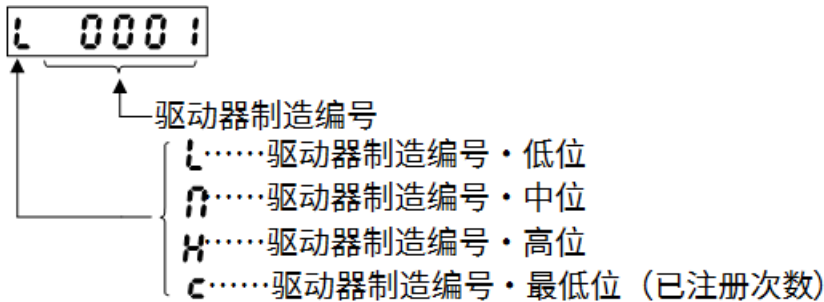 L 0001
驱动器制造编号
L……驱动器制造编号・低位
n……驱动器制造编号・中位
H……驱动器制造编号・高位
c……驱动器制造编号・最低位（已注册次数）